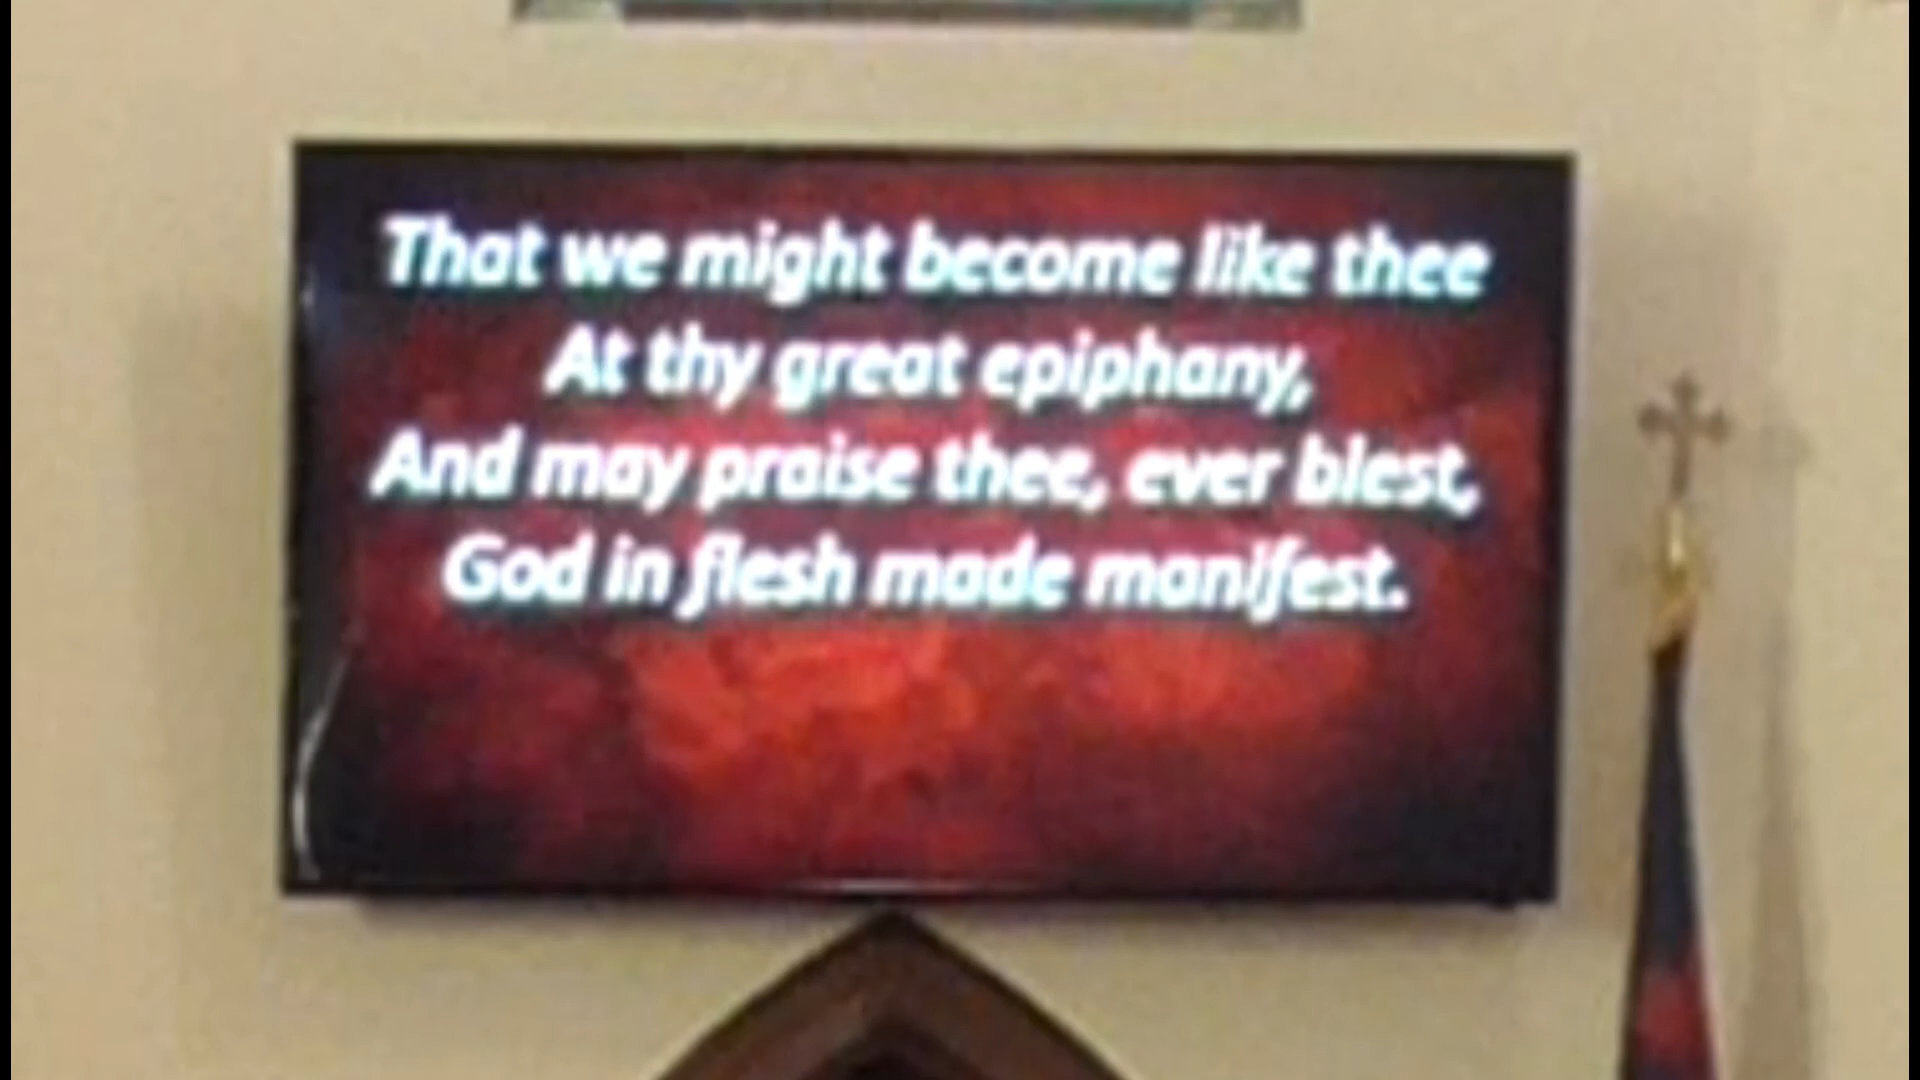 That we might become like thee
At thy great epiphany,
And may praise thee, ever blest,
God in flesh made manifest.